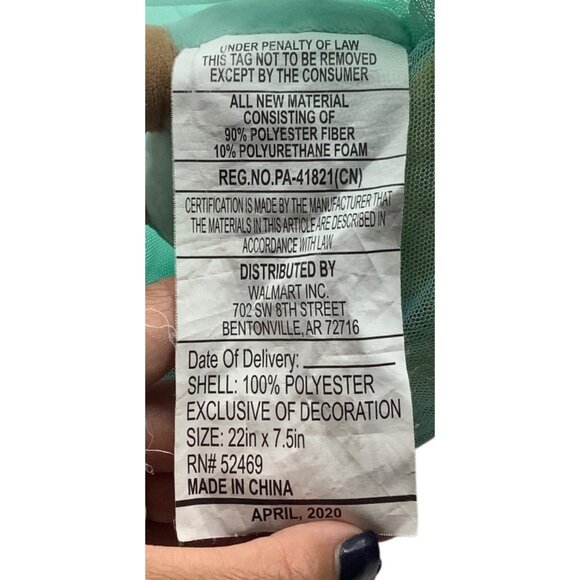 UNDER PENALTY OF LAW
THIS TAG NOT TO BE REMOVED
EXCEPT BY THE CONSUMER
ALL NEW MATERIAL
CONSISTING OF
90% POLYESTER FIBER
10% POLYURETHANE FOAM
REG.NO.PA-41821(CN)
CERTIFICATION IS MADE BY THE MANUFACTURER THAT
THE MATERIALS IN THIS ARTICLE ARE DESCRIBED IN
ACCORDANCE WITH LAW
DISTRIBUTED BY
WALMART INC.
702 SW 8TH STREET
BENTONVILLE, AR 72716
Date Of Delivery:
SHELL: 100% POLYESTER
EXCLUSIVE OF DECORATION
SIZE: 22in x 7.5in
RN# 52469
MADE IN CHINA
APRIL, 2020